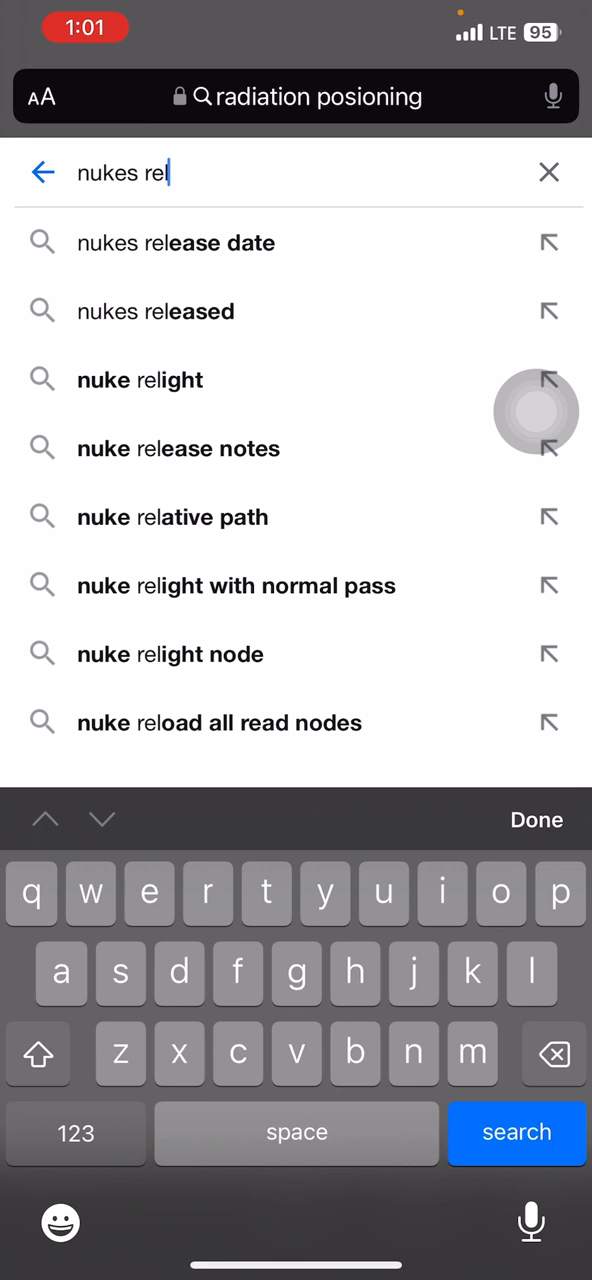 1:01
LTE 95
AA radiation posioning
nukes rel
nukes release date
nukes released
nuke relight
nuke release notes
nuke relative path
nuke relight with normal pass
nuke relight node
nuke reload all read nodes
Done
q w e r t y u i o p
a s d f g h j k l
z x c v b n m
123 space search